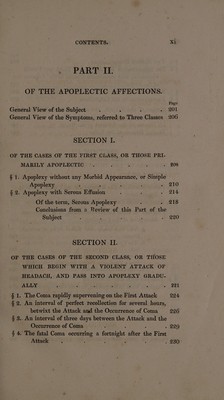 CONTENTS. xi
PART II.
OF THE APOPLECTIC AFFECTIONS.
Page
General View of the Subject . . . . . 201
General View of the Symptoms, referred to Three Classes 206
SECTION I.
OF THE CASES OF THE FIRST CLASS, OR THOSE PRI-
MARILY APOPLECTIC . . . . . 208
§ 1. Apoplexy without any Morbid Appearance, or Simple
Apoplexy . . . . . 210
§ 2. Apoplexy with Serous Effusion . . . 214
Of the term, Serous Apoplexy . . . 218
Conclusions from a Review of this Part of the
Subject . . . . . 220
SECTION II.
OF THE CASES OF THE SECOND CLASS, OR THOSE
WHICH BEGIN WITH A VIOLENT ATTACK OF
HEADACH, AND PASS INTO APOPLEXY GRADU-
ALLY . . . . .
§ 1. The Coma rapidly supervening on the First Attack 224
§ 2. An interval of perfect recollection for several hours,
betwixt the Attack and the Occurrence of Coma 226
§ 3. An interval of three days between the Attack and the
Occurrence of Coma . . . . 229
§ 4. The fatal Coma occurring a fortnight after the First
Attack . . . . . 230